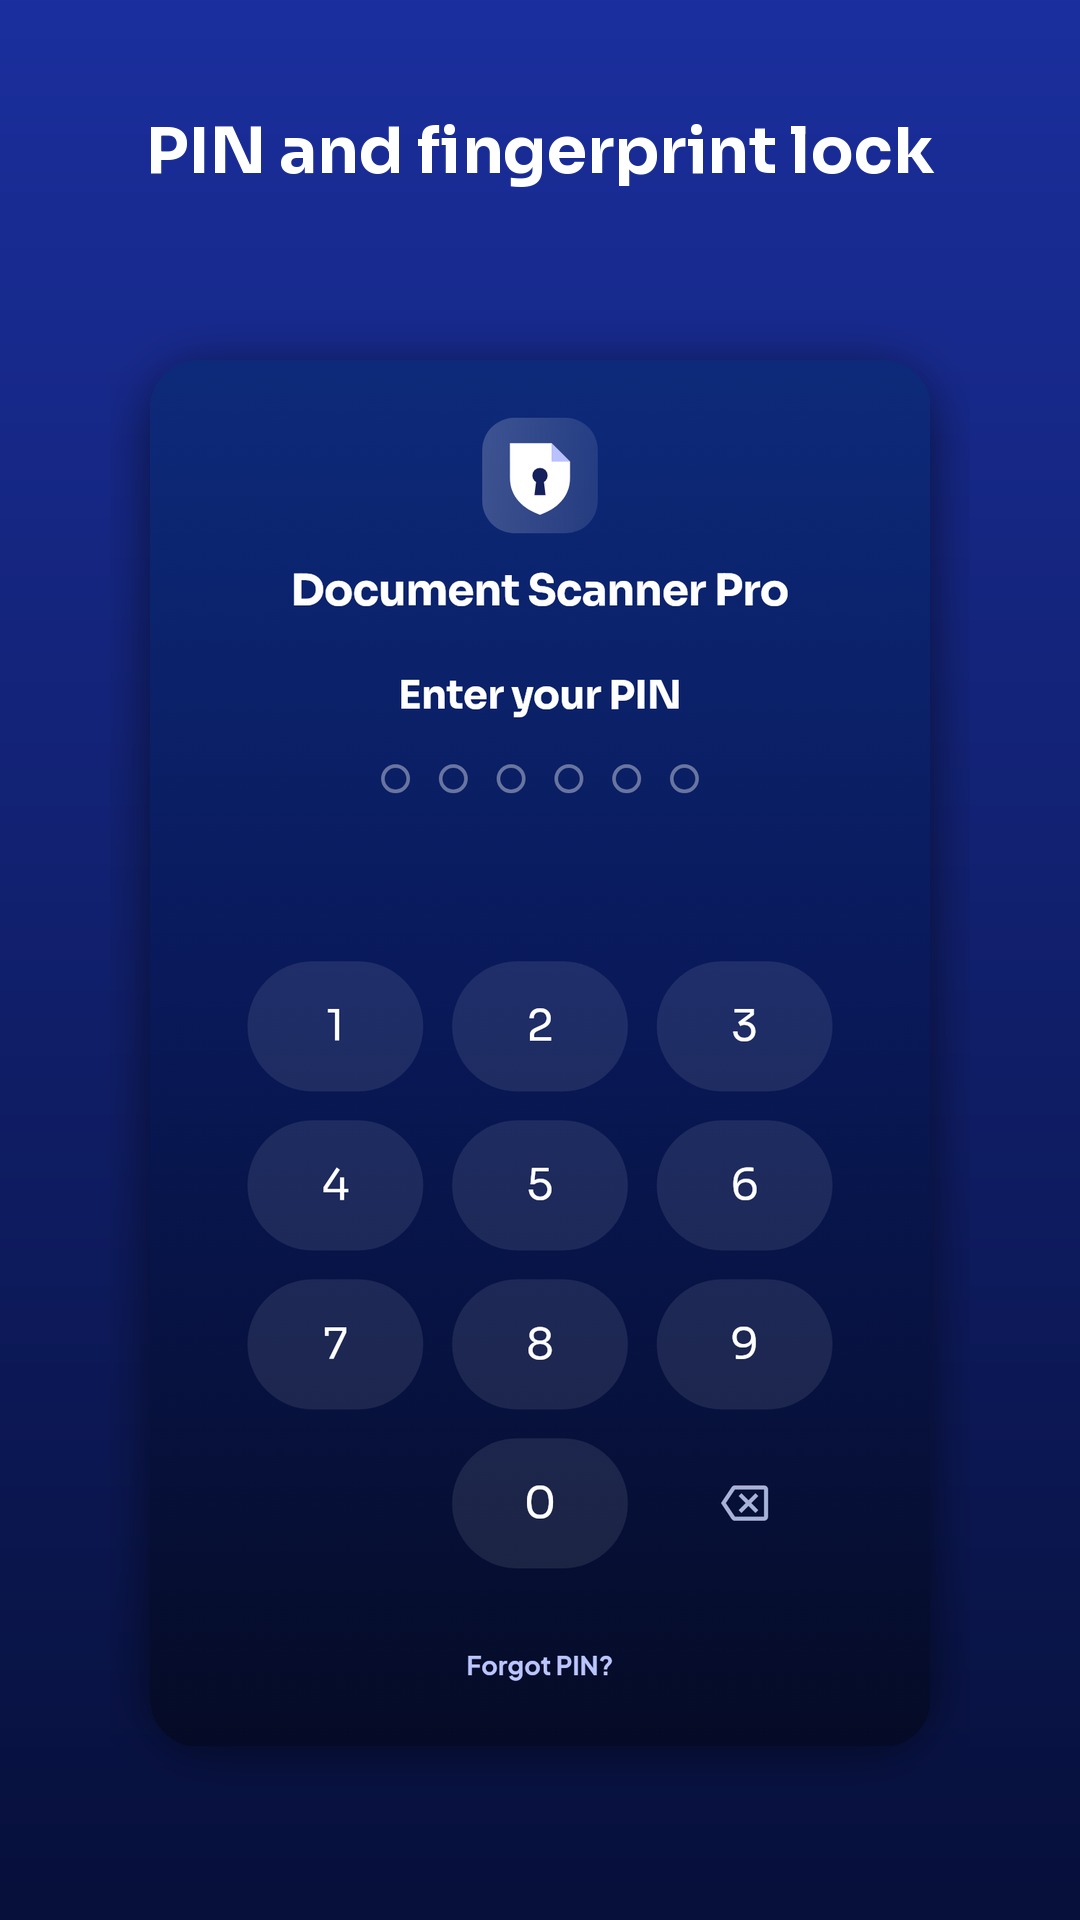 PIN and fingerprint lock
Document Scanner Pro
Enter your PIN
1 2 3
4 5 6
7 8 9
0
Forgot PIN?